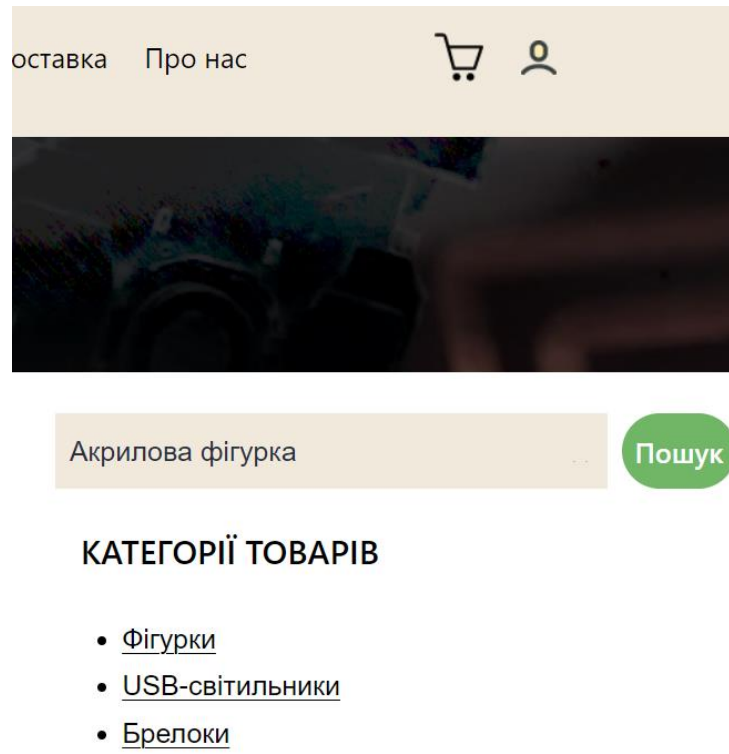 оставка Про нас
Акрилова фігурка Пошук
КАТЕГОРІЇ ТОВАРІВ
Фігурки
USB-світильники
Брелоки